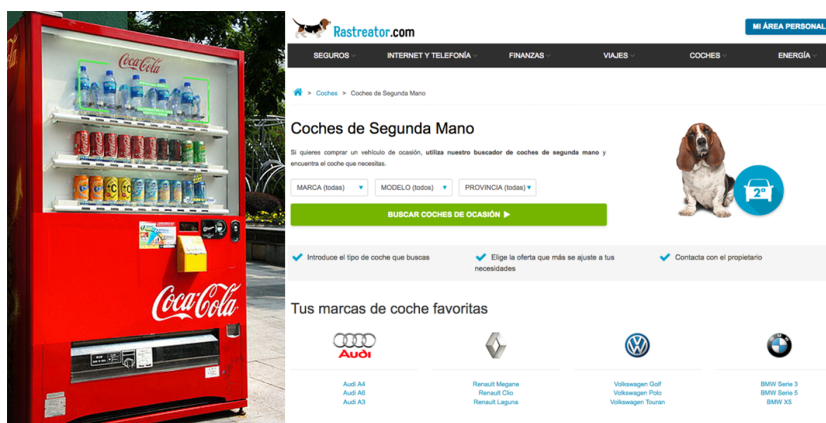 Coca-Cola
Coca-Cola
Rastreator.com
MI ÁREA PERSONAL
SEGUROS
INTERNET Y TELEFONÍA
FINANZAS
VIAJES
COCHES
ENERGÍA
> Coches > Coches de Segunda Mano
Coches de Segunda Mano
Si quieres comprar un vehículo de ocasión, utiliza nuestro buscador de coches de segunda mano y
encuentra el coche que necesitas.
MARCA (todas)
MODELO (todos)
PROVINCIA (todas)
BUSCAR COCHES DE OCASIÓN
2º
Introduce el tipo de coche que buscas
Elige la oferta que más se ajuste a tus
necesidades
Contacta con el propietario
Tus marcas de coche favoritas
Audi
Audi A4
Audi A6
Audi A3
Renault Megane
Renault Clio
Renault Laguna
Volkswagen Golf
Volkswagen Polo
Volkswagen Touran
BMW
BMW Serie 3
BMW Serie 5
BMW X5